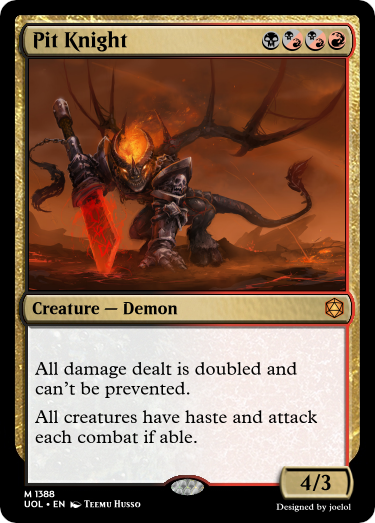 Pit Knight
Creature — Demon
All damage dealt is doubled and
can't be prevented.
All creatures have haste and attack
each combat if able.
4/3
M 1388
UOL • EN Teemu Husso
Designed by joelol